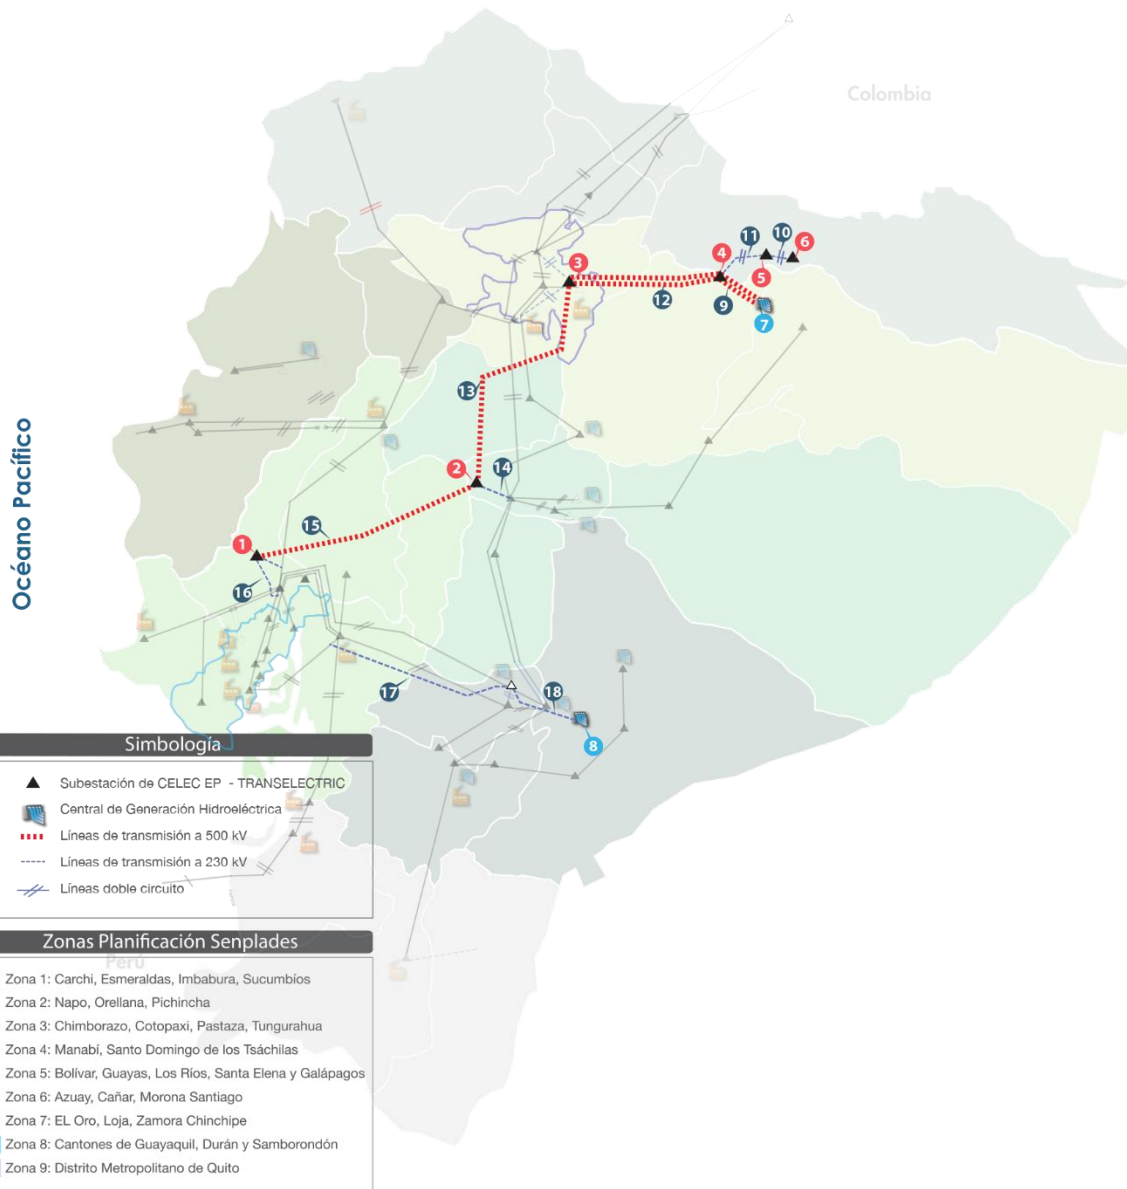 Colombia
4
11
10
6
3
5
12
9
7
13
2
14
15
1
16
17
18
8
Océano Pacífico
Simbología
Subestación de CELEC EP - TRANSELECTRIC
Central de Generación Hidroeléctrica
Líneas de transmisión a 500 kV
Líneas de transmisión a 230 kV
Líneas doble circuito
Zonas Planificación Senplades
Perú
Zona 1: Carchi, Esmeraldas, Imbabura, Sucumbíos
Zona 2: Napo, Orellana, Pichincha
Zona 3: Chimborazo, Cotopaxi, Pastaza, Tungurahua
Zona 4: Manabí, Santo Domingo de los Tsáchilas
Zona 5: Bolívar, Guayas, Los Ríos, Santa Elena y Galápagos
Zona 6: Azuay, Cañar, Morona Santiago
Zona 7: EL Oro, Loja, Zamora Chinchipe
Zona 8: Cantones de Guayaquil, Durán y Samborondón
Zona 9: Distrito Metropolitano de Quito